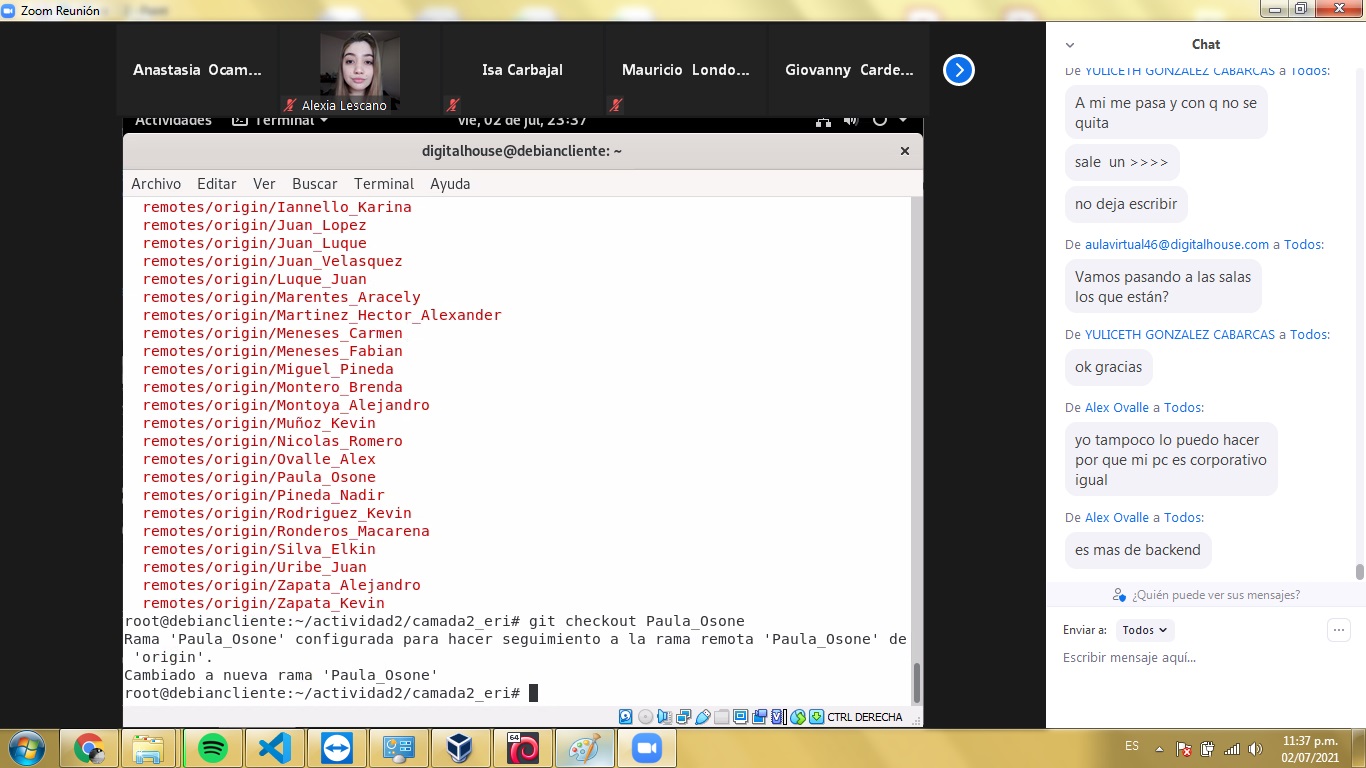 Zoom Reunión
Anastasia Ocam...
Alexia Lescano
Isa Carbajal
Mauricio Londo...
Giovanny Carde...
Actividades
Terminal
vie, 02 de jul, 23:37
digitalhouse@debiancliente: ~
Archivo Editar Ver Buscar Terminal Ayuda
remotes/origin/Iannello_Karina
remotes/origin/Juan_Lopez
remotes/origin/Juan_Luque
remotes/origin/Juan_Velasquez
remotes/origin/Luque_Juan
remotes/origin/Marentes_Aracely
remotes/origin/Martinez_Hector_Alexander
remotes/origin/Meneses_Carmen
remotes/origin/Meneses_Fabian
remotes/origin/Miguel_Pineda
remotes/origin/Montero_Brenda
remotes/origin/Montoya_Alejandro
remotes/origin/Muñoz_Kevin
remotes/origin/Nicolas_Romero
remotes/origin/Ovalle_Alex
remotes/origin/Paula_Osone
remotes/origin/Pineda_Nadir
remotes/origin/Rodriguez_Kevin
remotes/origin/Ronderos_Macarena
remotes/origin/Silva_Elkin
remotes/origin/Uribe_Juan
remotes/origin/Zapata_Alejandro
remotes/origin/Zapata_Kevin
root@debiancliente:~/actividad2/camada2_eri# git checkout Paula_Osone
Rama 'Paula_Osone' configurada para hacer seguimiento a la rama remota 'Paula_Osone' de
'origin'.
Cambiado a nueva rama 'Paula_Osone'
root@debiancliente:~/actividad2/camada2_eri#
CTRL DERECHA
Chat
De YULICETH GONZALEZ CABARCAS a Todos:
A mi me pasa y con q no se
quita
sale un >>>>
no deja escribir
De aulavirtual46@digitalhouse.com a Todos:
Vamos pasando a las salas
los que están?
De YULICETH GONZALEZ CABARCAS a Todos:
ok gracias
De Alex Ovalle a Todos:
yo tampoco lo puedo hacer
por que mi pc es corporativo
igual
De Alex Ovalle a Todos:
es mas de backend
¿Quién puede ver sus mensajes?
Enviar a: Todos
Escribir mensaje aquí...
64
ES
11:37 p.m.
02/07/2021